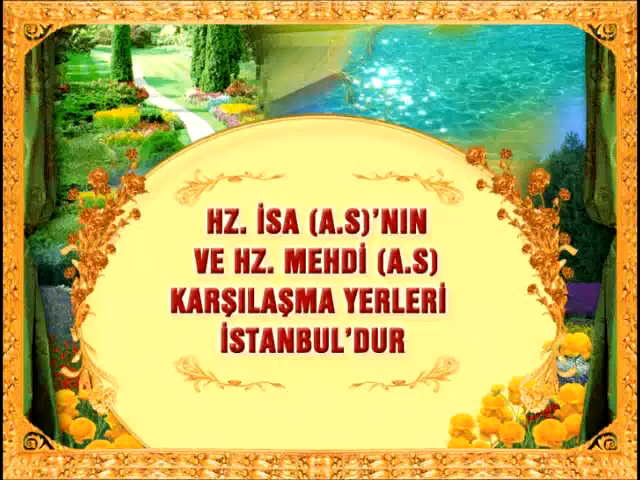 HZ. İSA (A.S)'NIN
VE HZ. MEHDİ (A.S)
KARŞILAŞMA YERLERİ
İSTANBUL'DUR